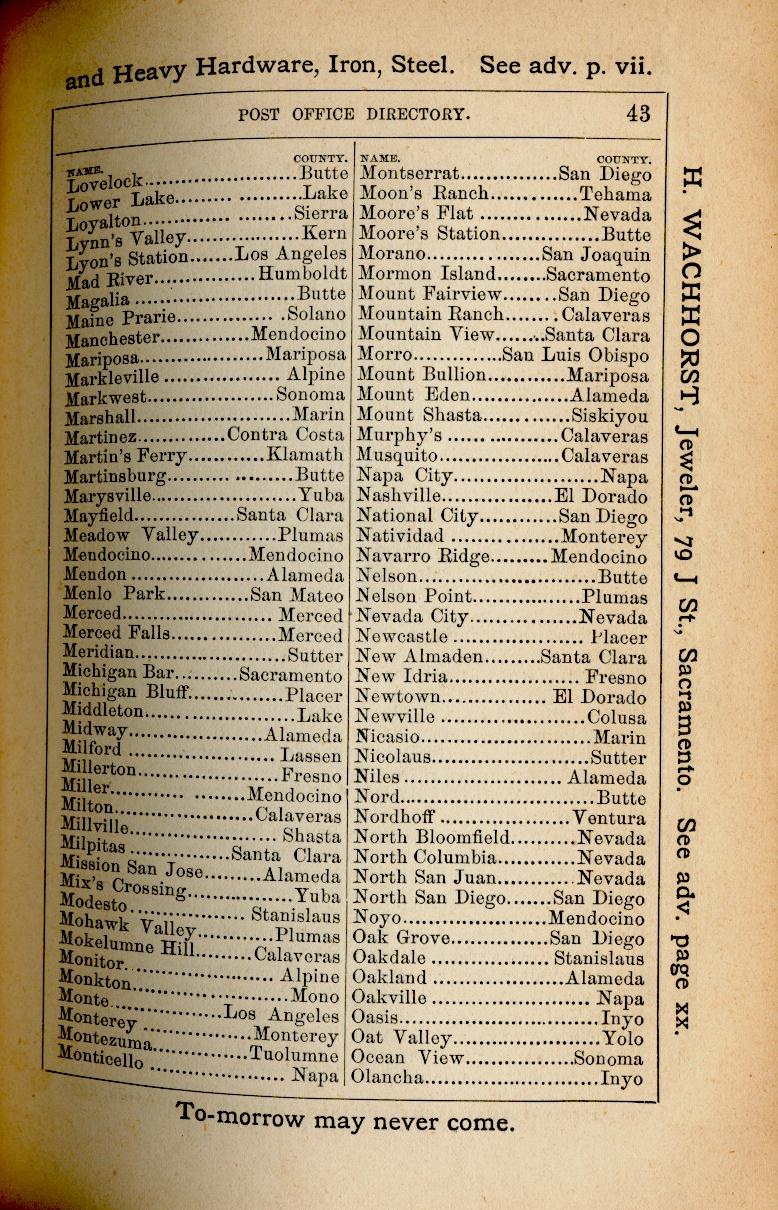 and Heavy Hardware, Iron, Steel. See adv. p. vii.
POST OFFICE DIRECTORY. 43
NAME. COUNTY.
Lovelock..........................Butte
Lower Lake...................Lake
Loyalton.......................Sierra
Lynn's Valley.................Kern
Lyon's Station.......Los Angeles
Mad River................Humboldt
Magalia..........................Butte
Maine Prarie................Solano
Manchester.............Mendocino
Mariposa.....................Mariposa
Markleville.................. Alpine
Markwest...................Sonoma
Marshall.........................Marin
Martinez.............Contra Costa
Martin's Ferry............Klamath
Martinsburg...................Butte
Marysville........................Yuba
Mayfield................Santa Clara
Meadow Valley...........Plumas
Mendocino...............Mendocino
Mendon.......................Alameda
Menlo Park............San Mateo
Merced........................ Merced
Merced Falls................Merced
Meridian.........................Sutter
Michigan Bar..........Sacramento
Michigan Bluff...............Placer
Middleton.........................Lake
Midway.......................Alameda
Milford......................... Lassen
Millerton.......................Fresno
Miller.....................Mendocino
Milton.......................Calaveras
Millville......................... Shasta
Milpitas................Santa Clara
Mission San Jose.........Alameda
Mix's Crossing.................Yuba
Modesto.................... Stanislaus
Mohawk Valley............Plumas
Mokelumne Hill.........Calaveras
Monitor........................ Alpine
Monkton..........................Mono
Monte..................Los Angeles
Monterey..................Monterey
Montezuma..............Tuolumne
Monticello....................... Napa
NAME. COUNTY.
Montserrat...............San Diego
Moon's Ranch.............Tehama
Moore's Flat................Nevada
Moore's Station...............Butte
Morano.................San Joaquin
Mormon Island........Sacramento
Mount Fairview........San Diego
Mountain Ranch........Calaveras
Mountain View........Santa Clara
Morro.............San Luis Obispo
Mount Bullion............Mariposa
Mount Eden...............Alameda
Mount Shasta.............Siskiyou
Murphy's..................Calaveras
Musquito...................Calaveras
Napa City.......................Napa
Nashville.................El Dorado
National City............San Diego
Natividad.................Monterey
Navarro Ridge.........Mendocino
Nelson............................Butte
Nelson Point.................Plumas
Nevada City.................Nevada
Newcastle.................... Placer
New Almaden.........Santa Clara
New Idria.................... Fresno
Newtown............... El Dorado
Newville.......................Colusa
Nicasio..........................Marin
Nicolaus.........................Sutter
Niles........................ Alameda
Nord..............................Butte
Nordhoff.....................Ventura
North Bloomfield..........Nevada
North Columbia............Nevada
North San Juan............Nevada
North San Diego.......San Diego
Noyo.......................Mendocino
Oak Grove...............San Diego
Oakdale................... Stanislaus
Oakland.....................Alameda
Oakville......................... Napa
Oasis...............................Inyo
Oat Valley.......................Yolo
Ocean View.................Sonoma
Olancha...........................Inyo
To-morrow may never come.
H. WACHHORST, Jeweler, 79 J St., Sacramento. See adv. page xx.